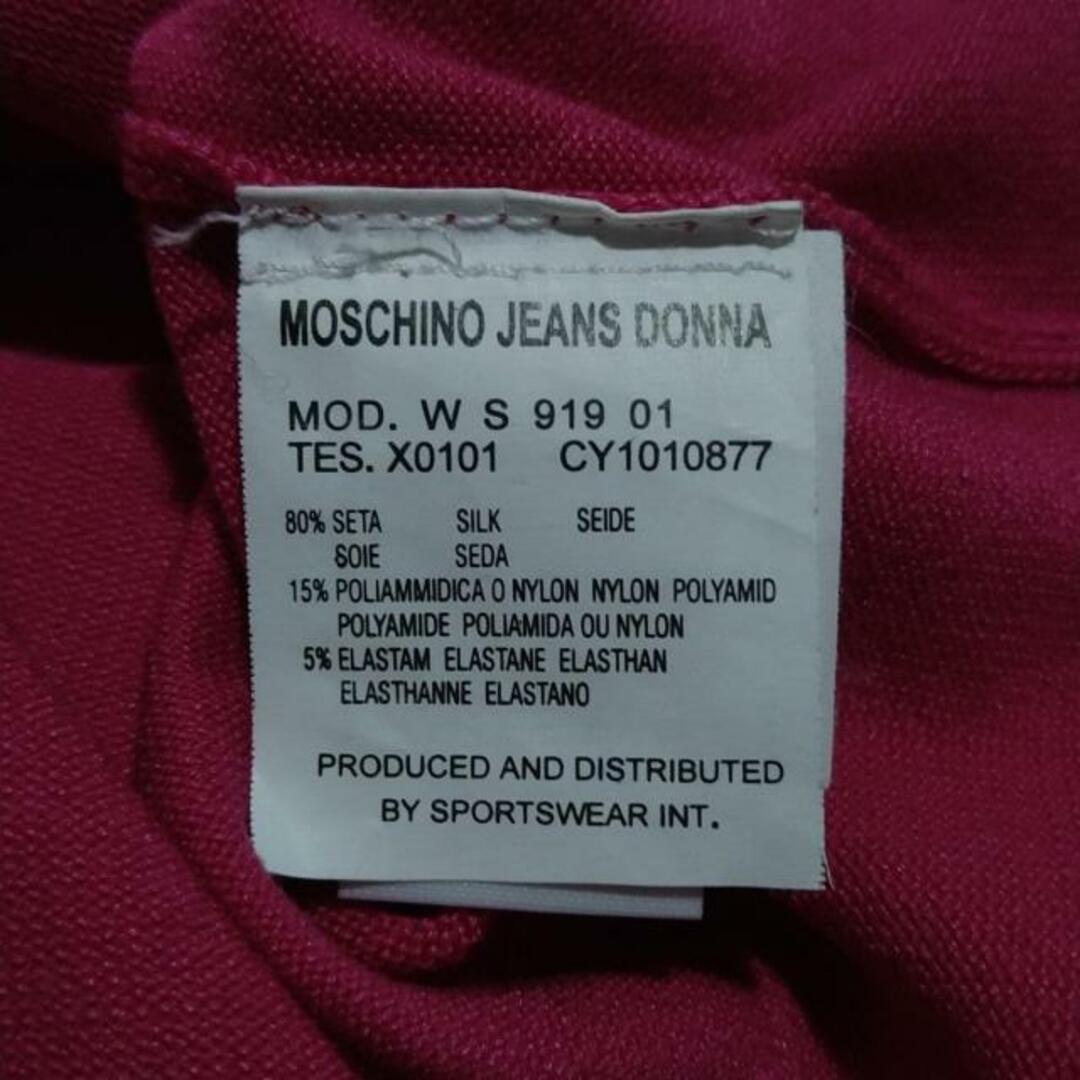 MOSCHINO JEANS DONNA
MOD. W S 919 01
TES. X0101 CY1010877
80% SETA SILK SEIDE
SOIE SEDA
15% POLIAMMIDICA O NYLON NYLON POLYAMID
POLYAMIDE POLIAMIDA OU NYLON
5% ELASTAM ELASTANE ELASTHAN
ELASTHANNE ELASTANO
PRODUCED AND DISTRIBUTED
BY SPORTSWEAR INT.